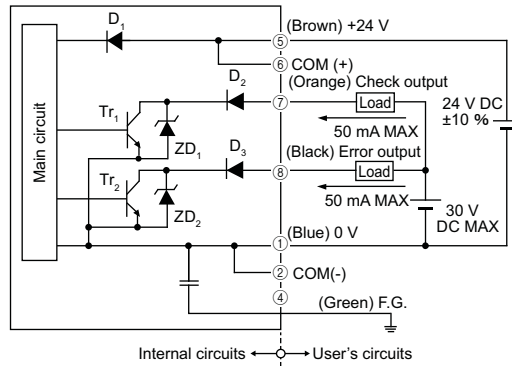 D1
(Brown) +24 V
5
6 COM (+)
(Orange) Check output
D2
7
Load
24 V DC
±10 %
Main circuit
Tr1
ZD1
50 mA MAX
D3
(Black) Error output
8
Load
Tr2
ZD2
50 mA MAX
30 V
DC MAX
(Blue) 0 V
1
2 COM(-)
4
(Green) F.G.
Internal circuits
User's circuits